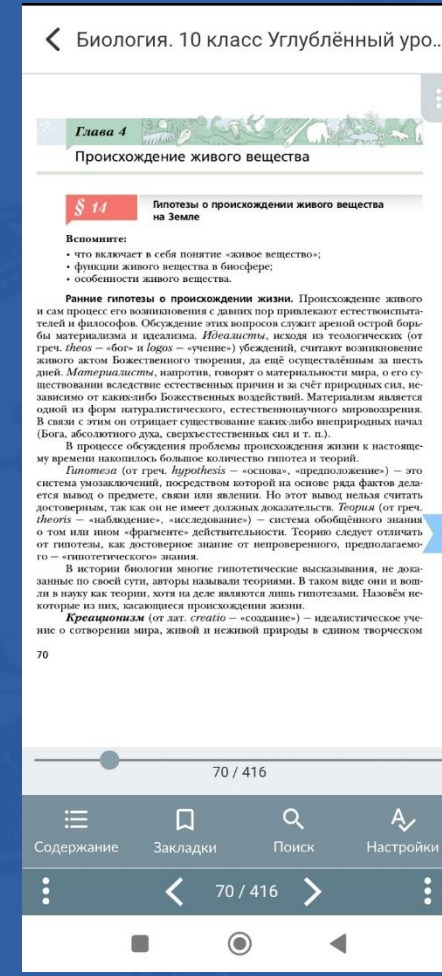 Биология. 10 класс Углублённый уро...
Глава 4
Происхождение живого вещества
§ 14
Гипотезы о происхождении живого вещества
на Земле
Вспомните:
• что включает в себя понятие «живое вещество»;
• функции живого вещества в биосфере;
• особенности живого вещества.
Ранние гипотезы о происхождении жизни. Происхождение живого
и сам процесс его возникновения с давних пор привлекают естествоиспыта-
телей и философов. Обсуждение этих вопросов служит ареной острой борь-
бы материализма и идеализма. Идеалисты, исходя из теологических (от
греч. theos — «бог» и logos — «учение») убеждений, считают возникновение
живого актом Божественного творения, да ещё осуществлённым за шесть
дней. Материалисты, напротив, говорят о материальности мира, о его су-
ществовании вследствие естественных причин и за счёт природных сил, не-
зависимо от каких-либо Божественных воздействий. Материализм является
одной из форм натуралистического, естественнонаучного мировоззрения.
В связи с этим он отрицает существование каких-либо внеприродных начал
(Бога, абсолютного духа, сверхъестественных сил и т. п.).
В процессе обсуждения проблемы происхождения жизни к настояще-
му времени накопилось большое количество гипотез и теорий.
Гипотеза (от греч. hypothesis — «основа», «предположение») — это
система умозаключений, посредством которой на основе ряда фактов дела-
ется вывод о предмете, связи или явлении. Но этот вывод нельзя считать
достоверным, так как он не имеет должных доказательств. Теория (от греч.
theoris — «наблюдение», «исследование») — система обобщённого знания
о том или ином «фрагменте» действительности. Теорию следует отличать
от гипотезы, как достоверное знание от непроверенного, предполагаемо-
го — «гипотетического» знания.
В истории биологии многие гипотетические высказывания, не дока-
занные по своей сути, авторы называли теориями. В таком виде они и вош-
ли в науку как теории, хотя на деле являются лишь гипотезами. Назовём не-
которые из них, касающиеся происхождения жизни.
Креационизм (от лат. creatio — «создание») — идеалистическое уче-
ние о сотворении мира, живой и неживой природы в едином творческом
70
70 / 416
Содержание
Закладки
Поиск
Настройки
70 / 416